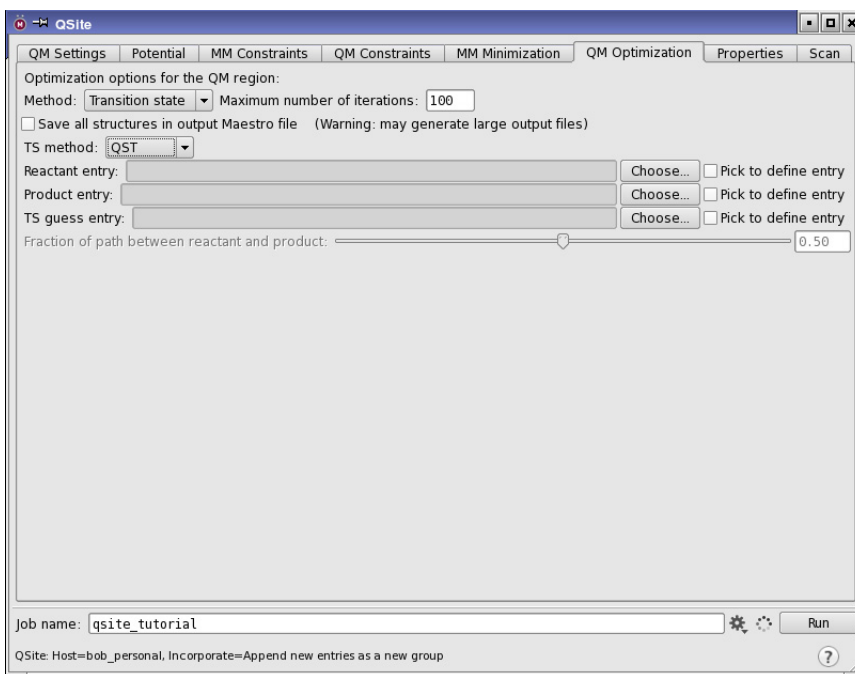 QSite
QM Settings Potential MM Constraints QM Constraints MM Minimization QM Optimization Properties Scan
Optimization options for the QM region:
Method: Transition state Maximum number of iterations: 100
Save all structures in output Maestro file (Warning: may generate large output files)
TS method: QST
Reactant entry: Choose... Pick to define entry
Product entry: Choose... Pick to define entry
TS guess entry: Choose... Pick to define entry
Fraction of path between reactant and product: 0.50
Job name: qsite_tutorial Run
QSite: Host=bob_personal, Incorporate=Append new entries as a new group ?